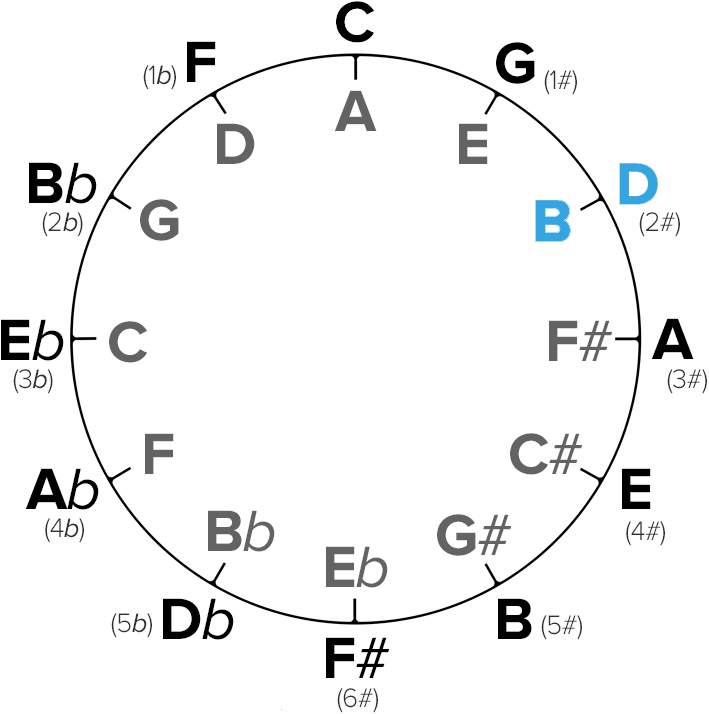 C
F
(1b)
G
(1#)
A
D
E
Bb
(2b)
G
B
D
(2#)
Eb
(3b)
C
F#
A
(3#)
Ab
(4b)
F
C#
E
(4#)
Bb
Eb
G#
(5b)
Db
F#
(6#)
B
(5#)